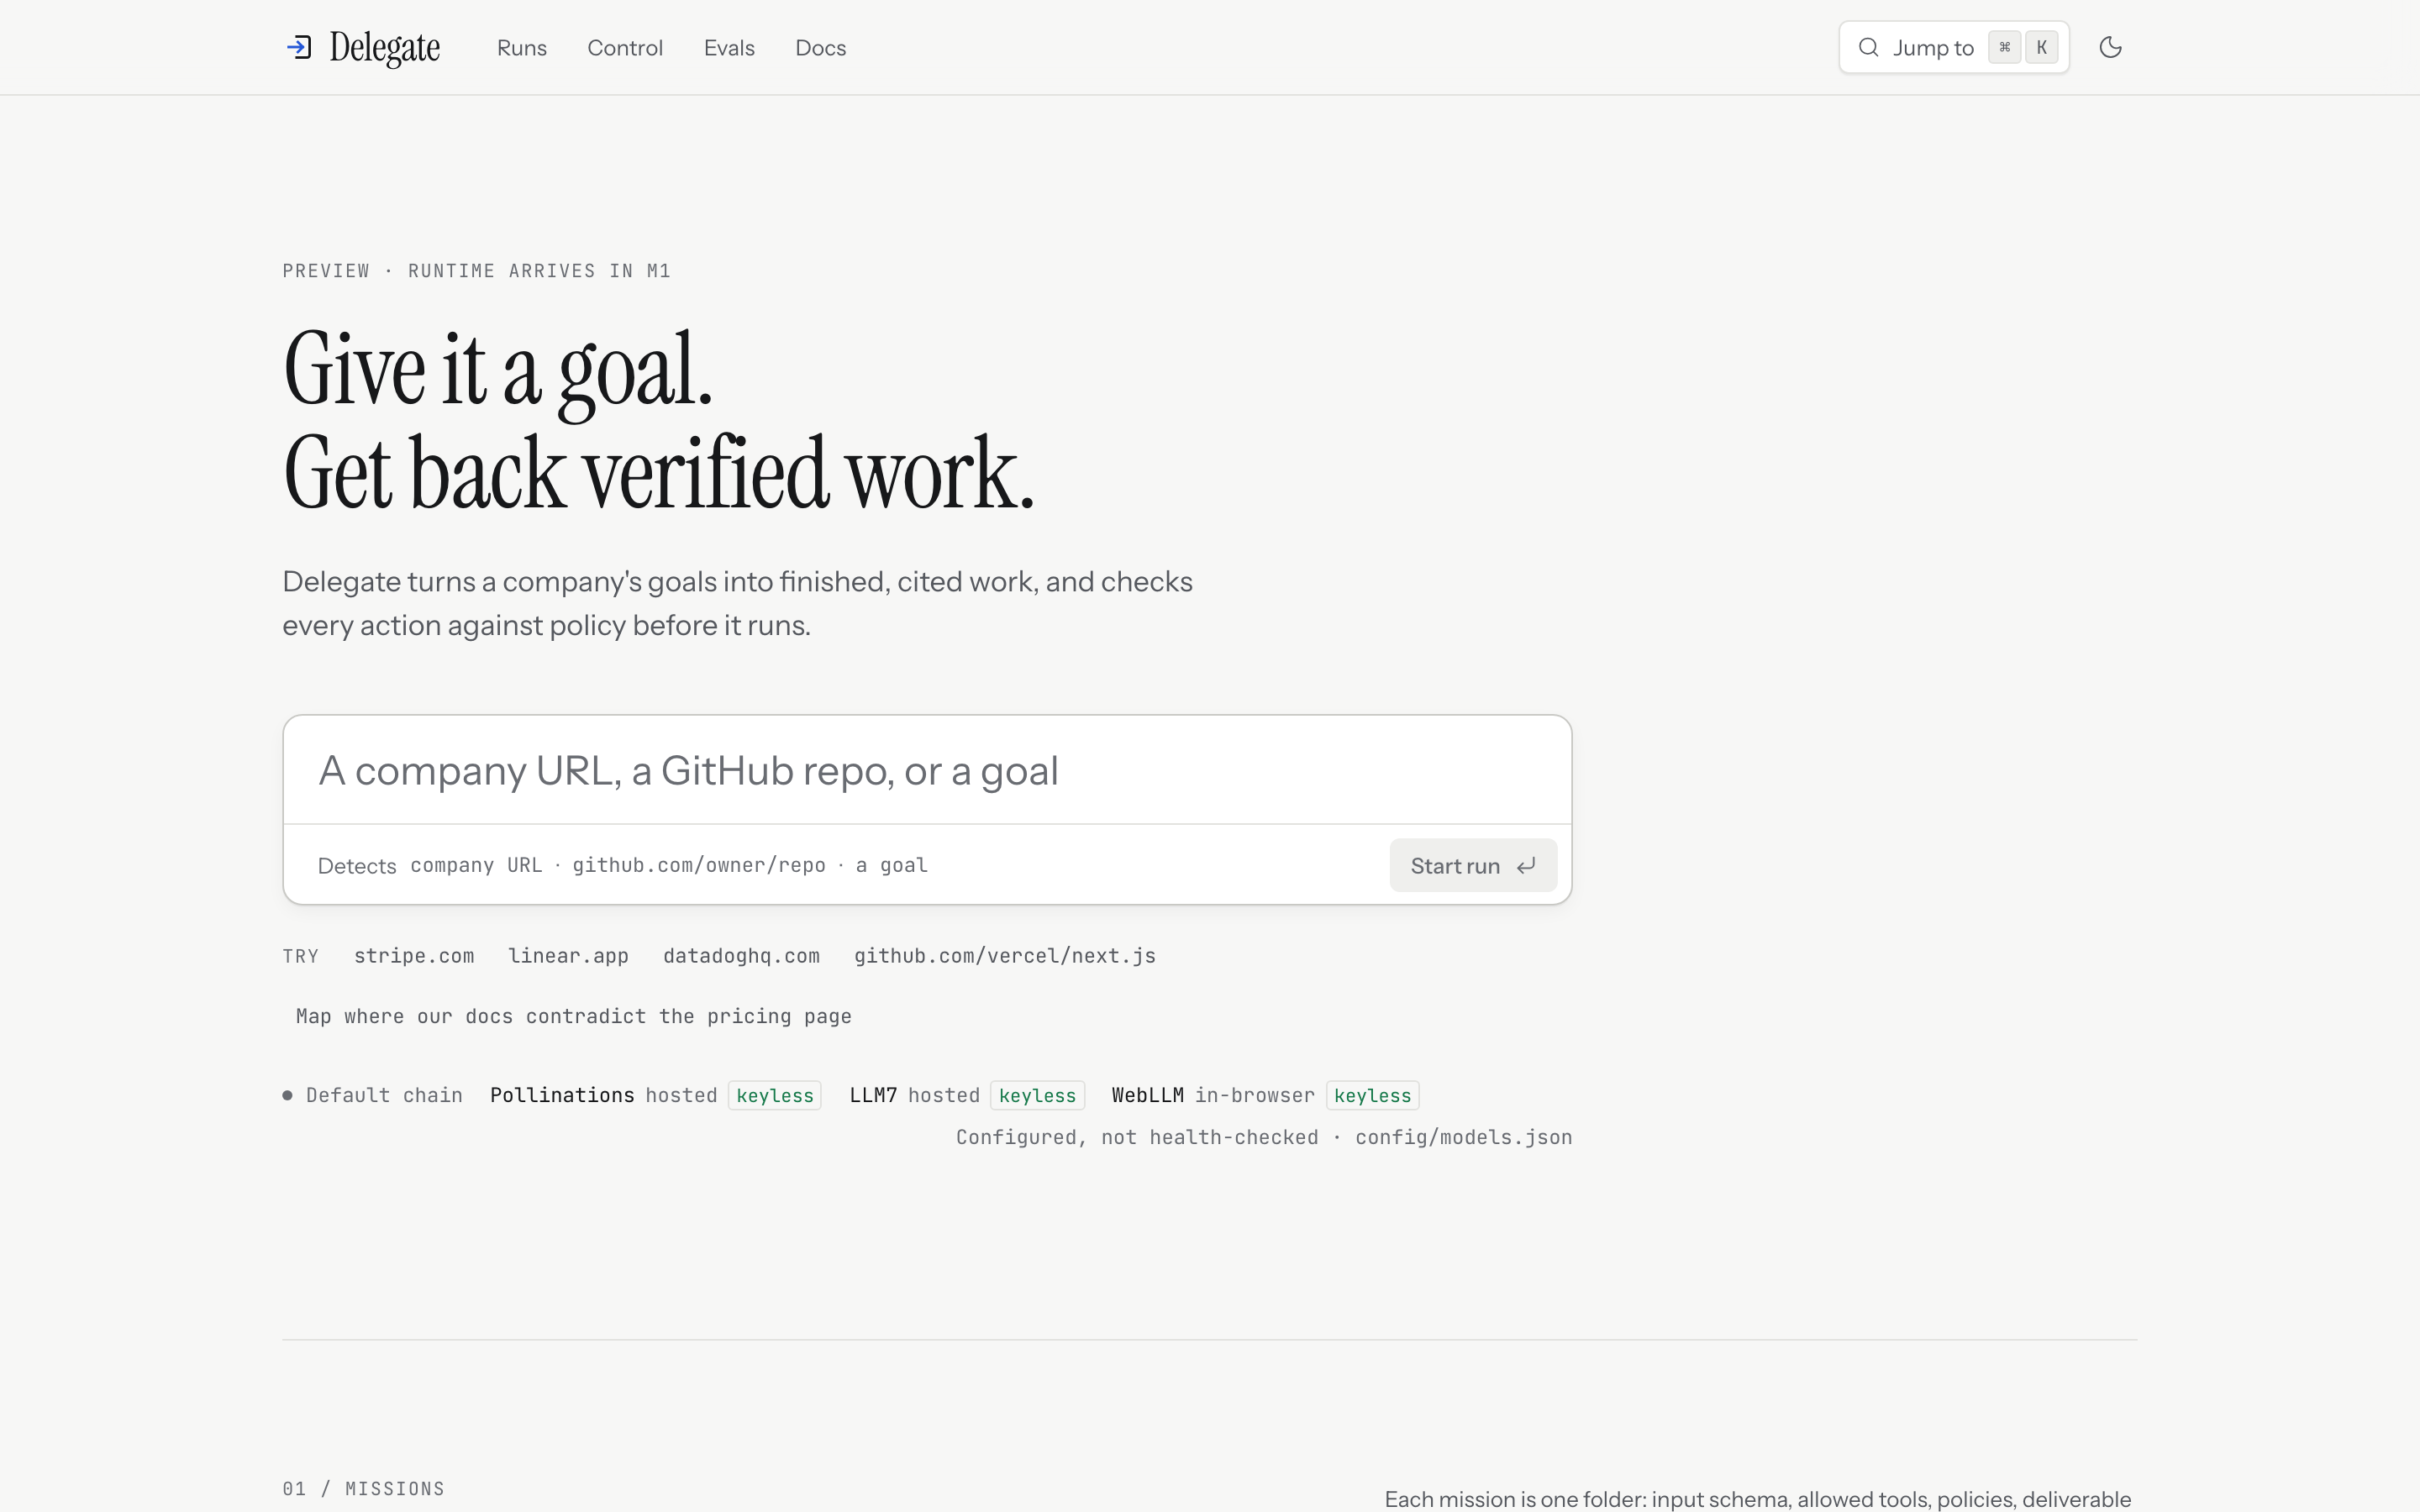 Delegate Runs Control Evals Docs Jump to ⌘ K
PREVIEW · RUNTIME ARRIVES IN M1
Give it a goal.
Get back verified work.
Delegate turns a company's goals into finished, cited work, and checks
every action against policy before it runs.
A company URL, a GitHub repo, or a goal
Detects company URL · github.com/owner/repo · a goal Start run
TRY stripe.com linear.app datadoghq.com github.com/vercel/next.js
Map where our docs contradict the pricing page
Default chain Pollinations hosted keyless LLM7 hosted keyless WebLLM in-browser keyless
Configured, not health-checked · config/models.json
01 / MISSIONS
Each mission is one folder: input schema, allowed tools, policies, deliverable